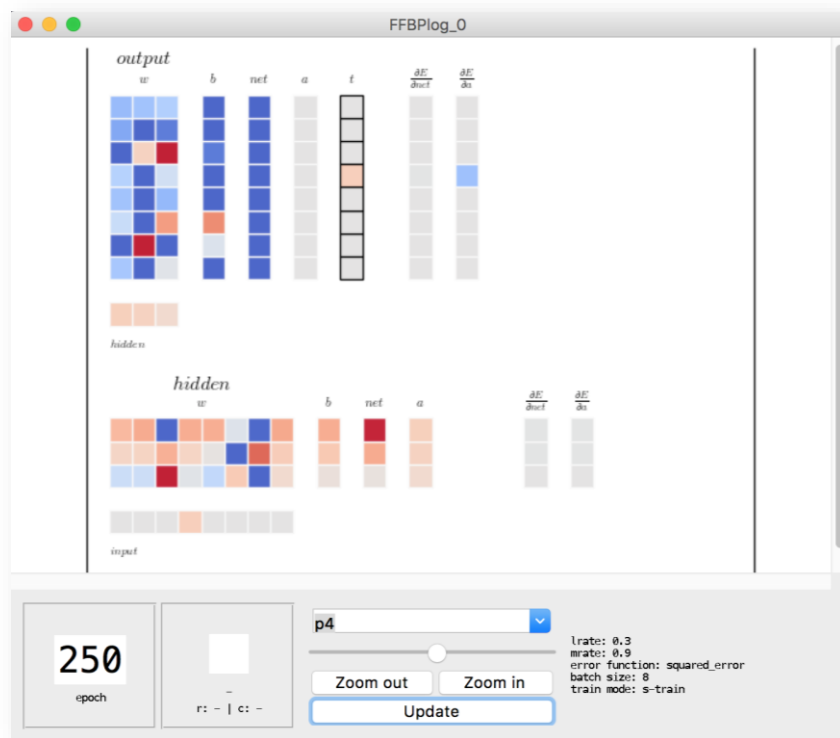 FFBPlog_0
output
w b net a t ∂E/∂net ∂E/∂a
hidden
hidden
w b net a ∂E/∂net ∂E/∂a
input
250
epoch
–
r: – | c: –
p4
Zoom out Zoom in
Update
lrate: 0.3
mrate: 0.9
error function: squared_error
batch size: 8
train mode: s-train